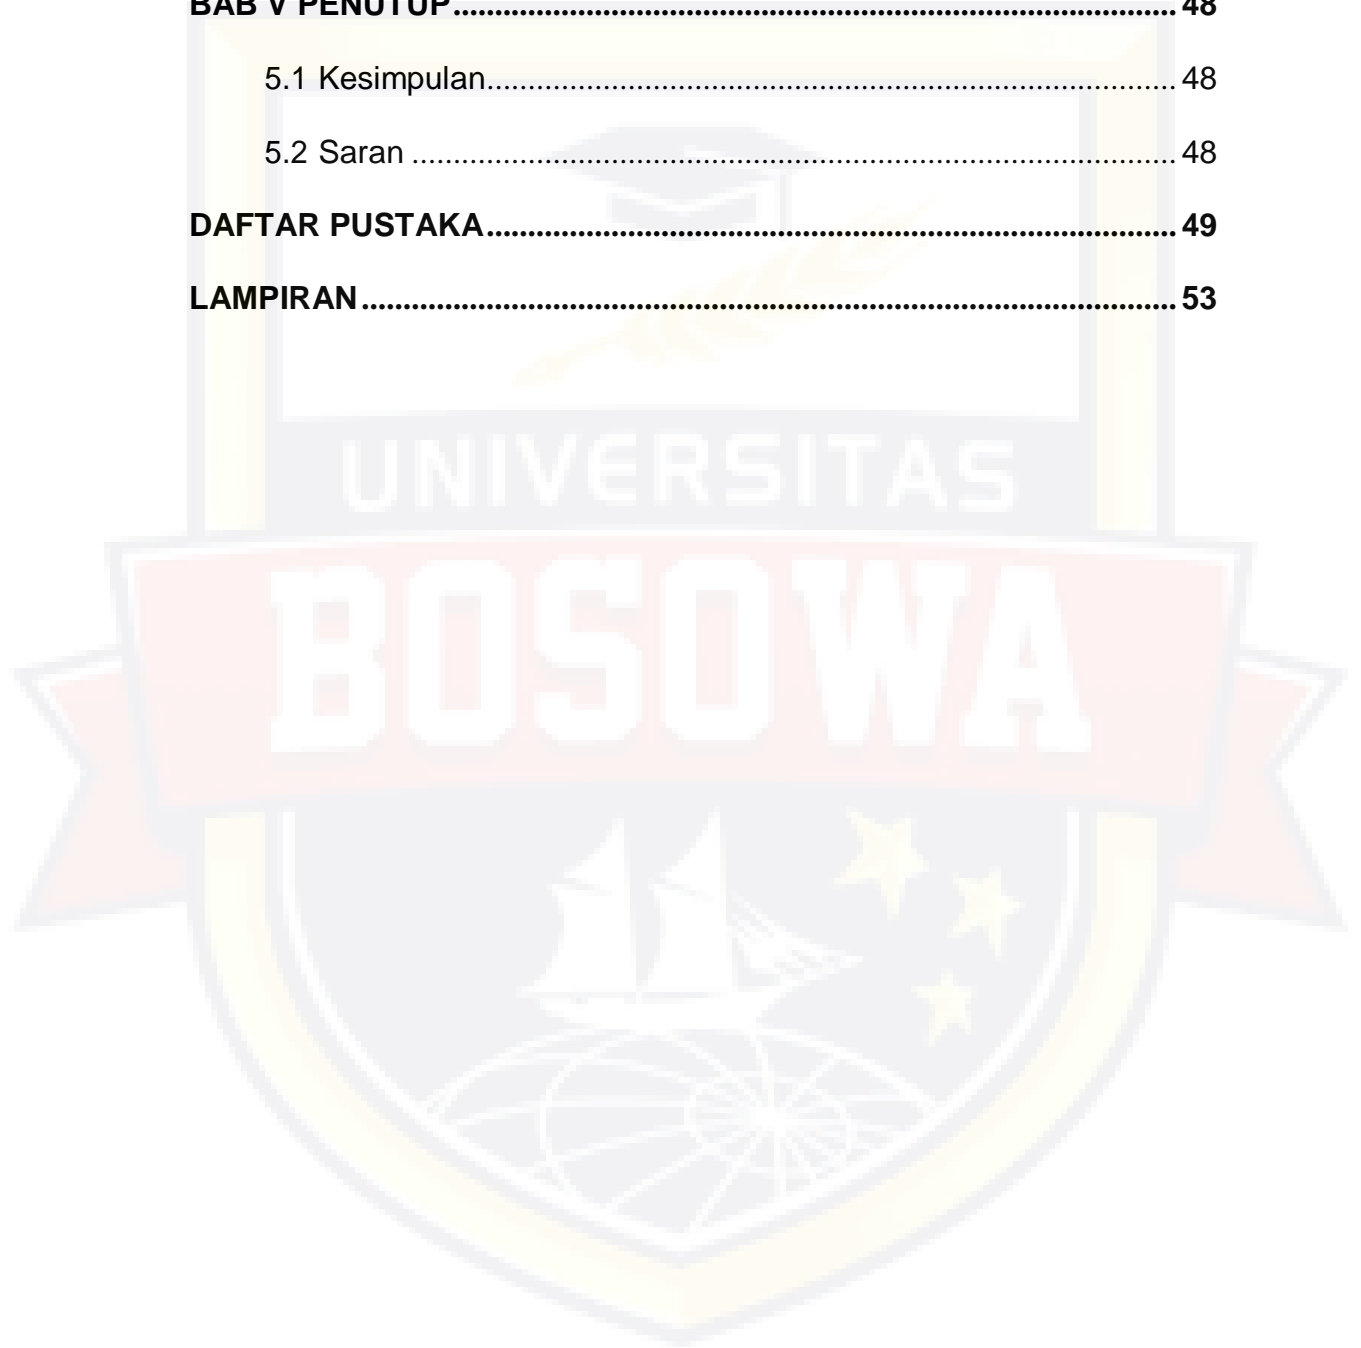 BAB V PENUTUP........................................................................... 48
5.1 Kesimpulan.................................................................................. 48
5.2 Saran ........................................................................................... 48
DAFTAR PUSTAKA........................................................................ 49
LAMPIRAN...................................................................................... 53
UNIVERSITAS
BOSOWA